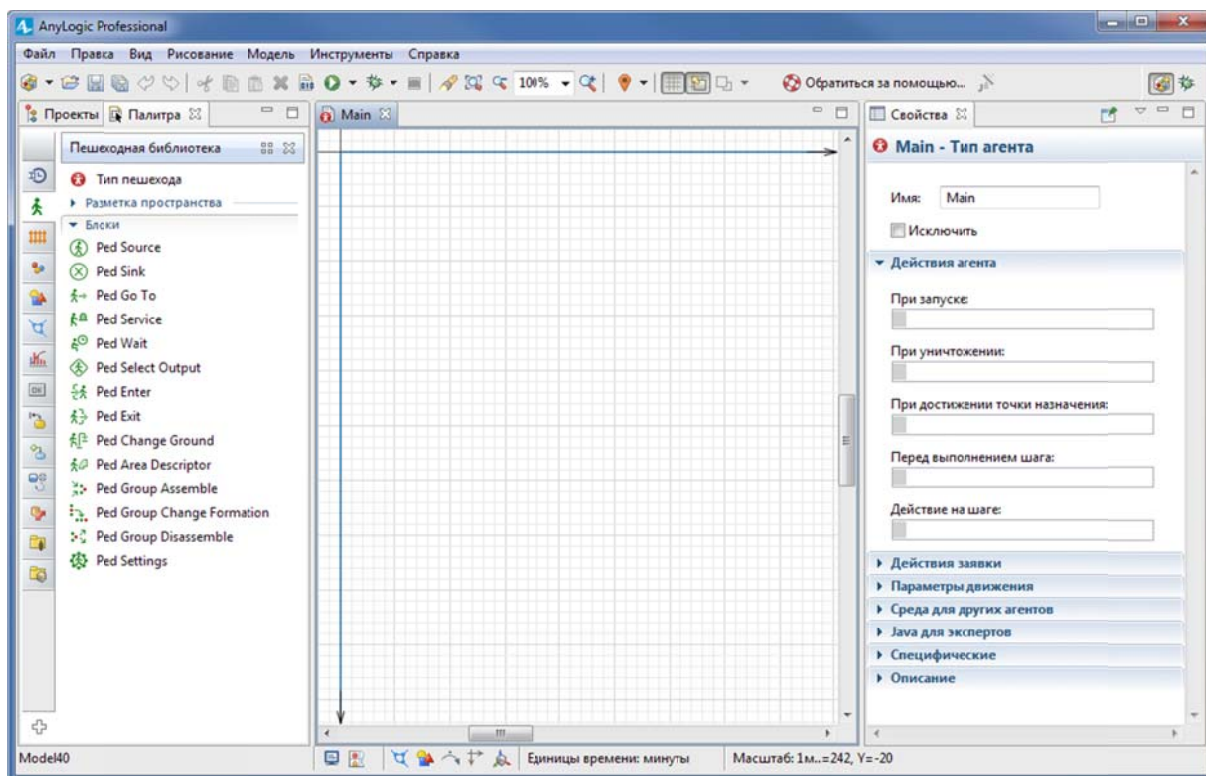 AnyLogic Professional
Файл Правка Вид Рисование Модель Инструменты Справка
100% Обратиться за помощью...
Проекты Палитра
Main
Свойства
Пешеходная библиотека
Тип пешехода
Разметка пространства
Блоки
Ped Source
Ped Sink
Ped Go To
Ped Service
Ped Wait
Ped Select Output
Ped Enter
Ped Exit
Ped Change Ground
Ped Area Descriptor
Ped Group Assemble
Ped Group Change Formation
Ped Group Disassemble
Ped Settings
Main - Тип агента
Имя: Main
Исключить
Действия агента
При запуске:
При уничтожении:
При достижении точки назначения:
Перед выполнением шага:
Действие на шаге:
Действия заявки
Параметры движения
Среда для других агентов
Java для экспертов
Специфические
Описание
Model40
Единицы времени: минуты
Масштаб: 1м..=242, Y=-20